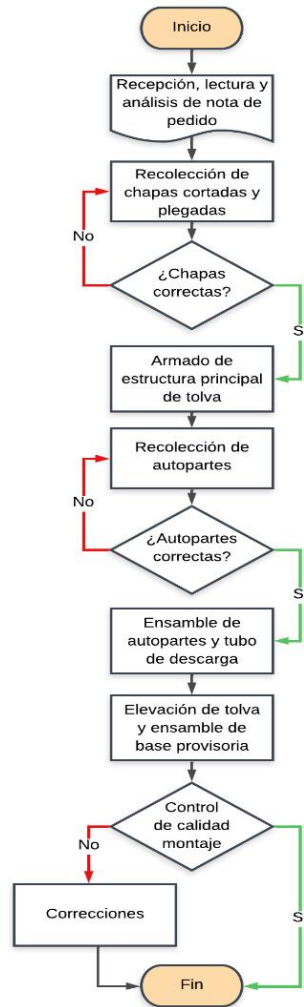 Inicio
Recepción, lectura y
análisis de nota de
pedido
Recolección de
chapas cortadas y
plegadas
No
¿Chapas
correctas?
S
Armado de
estructura principal
de tolva
Recolección de
autopartes
No
¿Autopartes
correctas?
S
Ensamble de
autopartes y tubo
de descarga
Elevación de tolva
y ensamble de
base provisoria
Control
de calidad
montaje
No
Correcciones
S
Fin